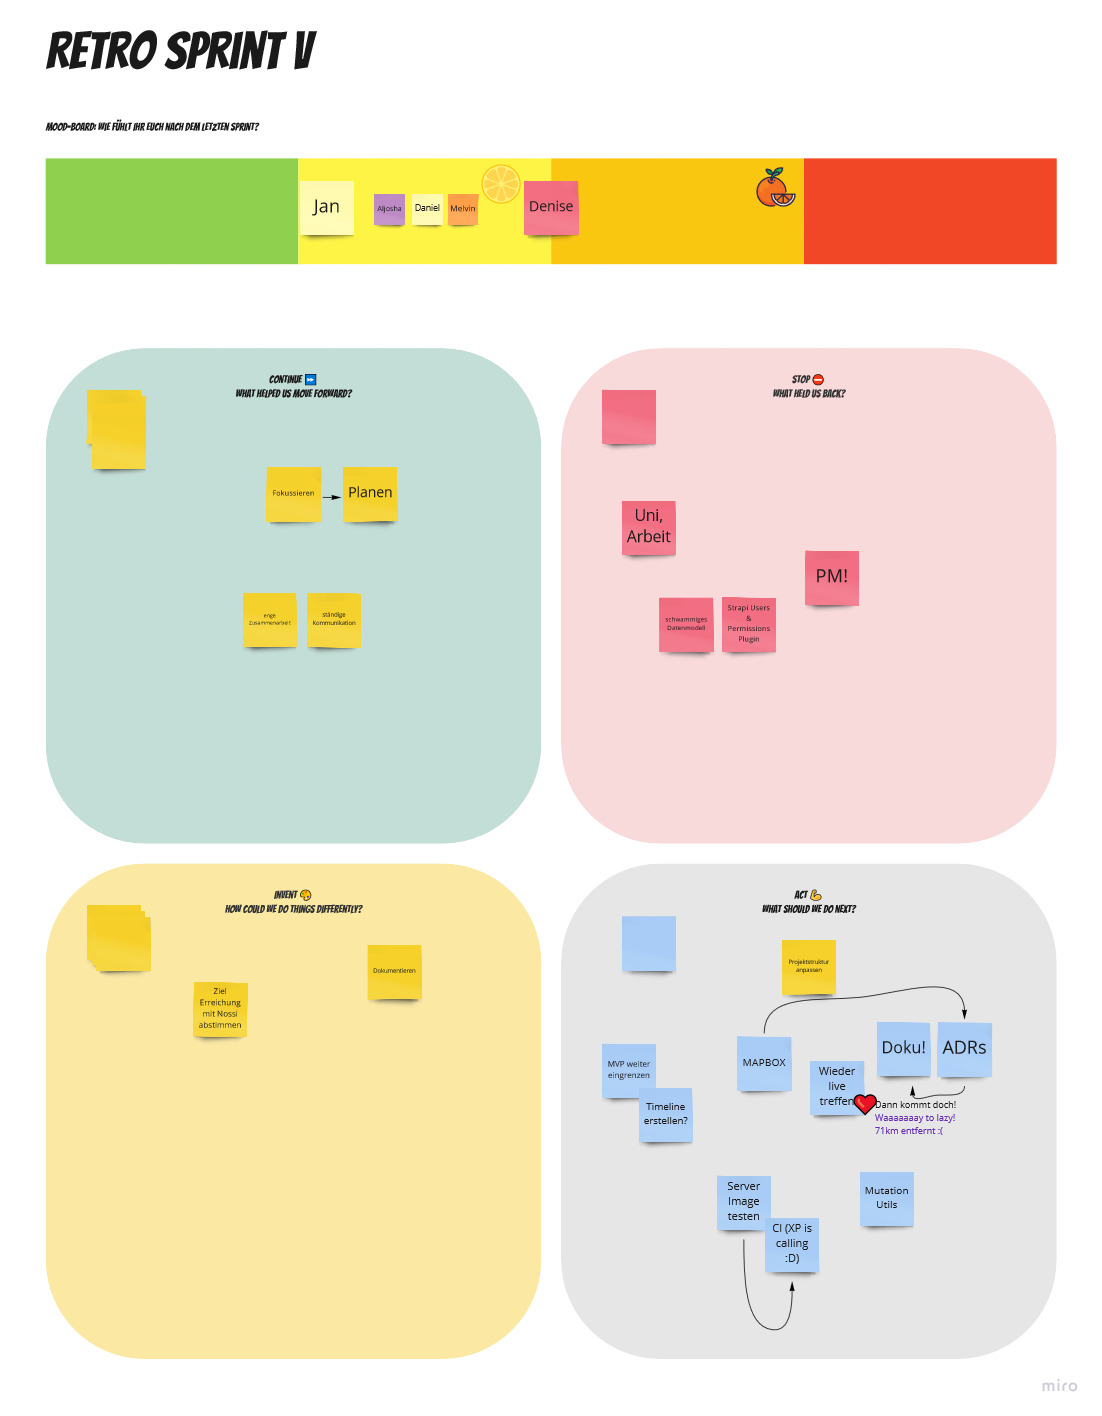 RETRO SPRINT V
MOOD-BOARD: WIE FÜHLT IHR EUCH NACH DEM LETZTEN SPRINT?
Jan
Aljosha
Daniel
Melvin
Denise
CONTINUE
WHAT HELPED US MOVE FORWARD?
Fokussieren
Planen
enge
Zusammenarbeit
ständige
Kommunikation
STOP
WHAT HELD US BACK?
Uni,
Arbeit
PM!
schwammiges
Datenmodell
Strapi Users
&
Permissions
Plugin
INVENT
HOW COULD WE DO THINGS DIFFERENTLY?
Dokumentieren
Ziel
Erreichung
mit Nossi
abstimmen
ACT
WHAT SHOULD WE DO NEXT?
Projektstruktur
anpassen
MAPBOX
Doku!
ADRs
MVP weiter
eingrenzen
Timeline
erstellen?
Wieder
live
treffen
Dann kommt doch!
Waaaaaaay to lazy!
71km entfernt :(
Server
Image
testen
CI (XP is
calling
:D)
Mutation
Utils
miro